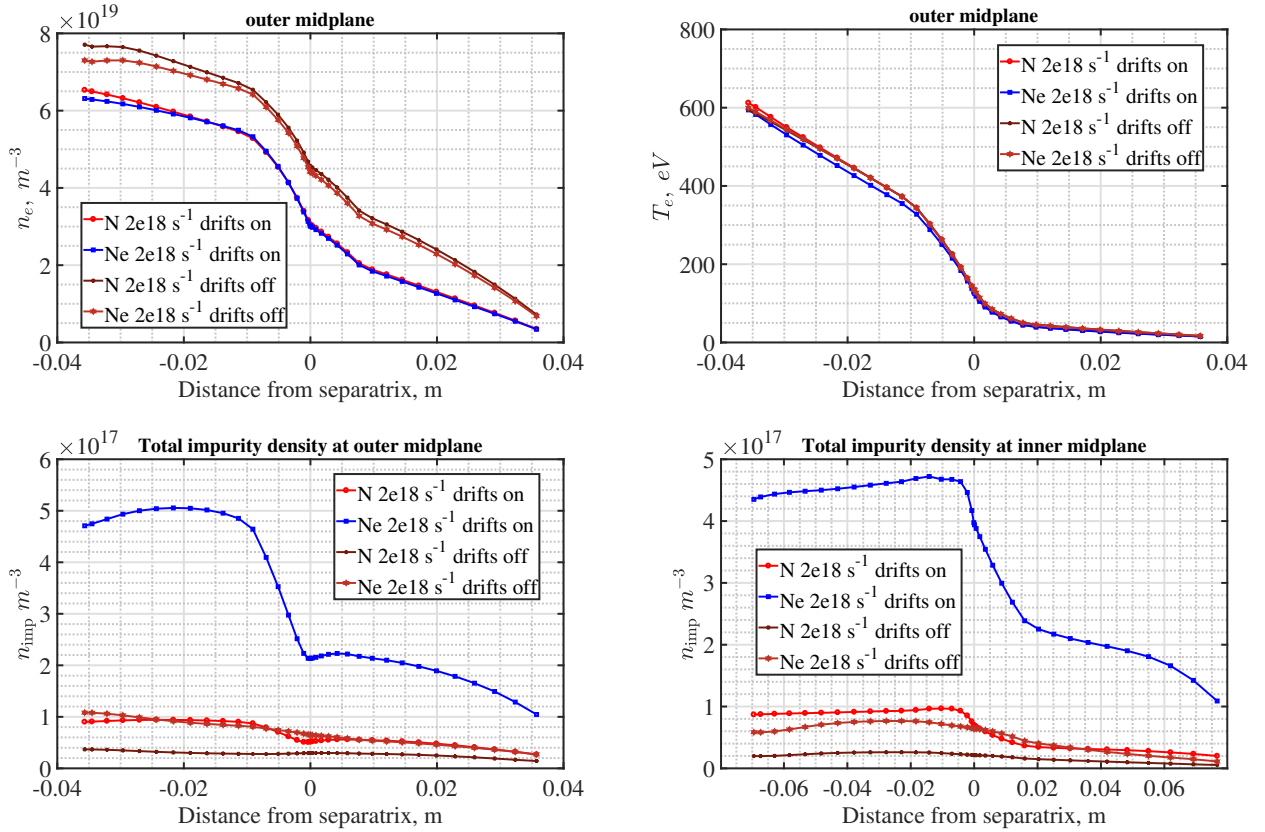 outer midplane
×10^19
8
6
4
2
0
n_e, m^−3
N 2e18 s^-1 drifts on
Ne 2e18 s^-1 drifts on
N 2e18 s^-1 drifts off
Ne 2e18 s^-1 drifts off
-0.04 -0.02 0 0.02 0.04
Distance from separatrix, m
outer midplane
800
600
400
200
0
T_e, eV
N 2e18 s^-1 drifts on
Ne 2e18 s^-1 drifts on
N 2e18 s^-1 drifts off
Ne 2e18 s^-1 drifts off
-0.04 -0.02 0 0.02 0.04
Distance from separatrix, m
Total impurity density at outer midplane
×10^17
6
5
4
3
2
1
0
n_imp m^−3
N 2e18 s^-1 drifts on
Ne 2e18 s^-1 drifts on
N 2e18 s^-1 drifts off
Ne 2e18 s^-1 drifts off
-0.04 -0.02 0 0.02 0.04
Distance from separatrix, m
Total impurity density at inner midplane
×10^17
5
4
3
2
1
0
n_imp m^−3
N 2e18 s^-1 drifts on
Ne 2e18 s^-1 drifts on
N 2e18 s^-1 drifts off
Ne 2e18 s^-1 drifts off
-0.06 -0.04 -0.02 0 0.02 0.04 0.06
Distance from separatrix, m